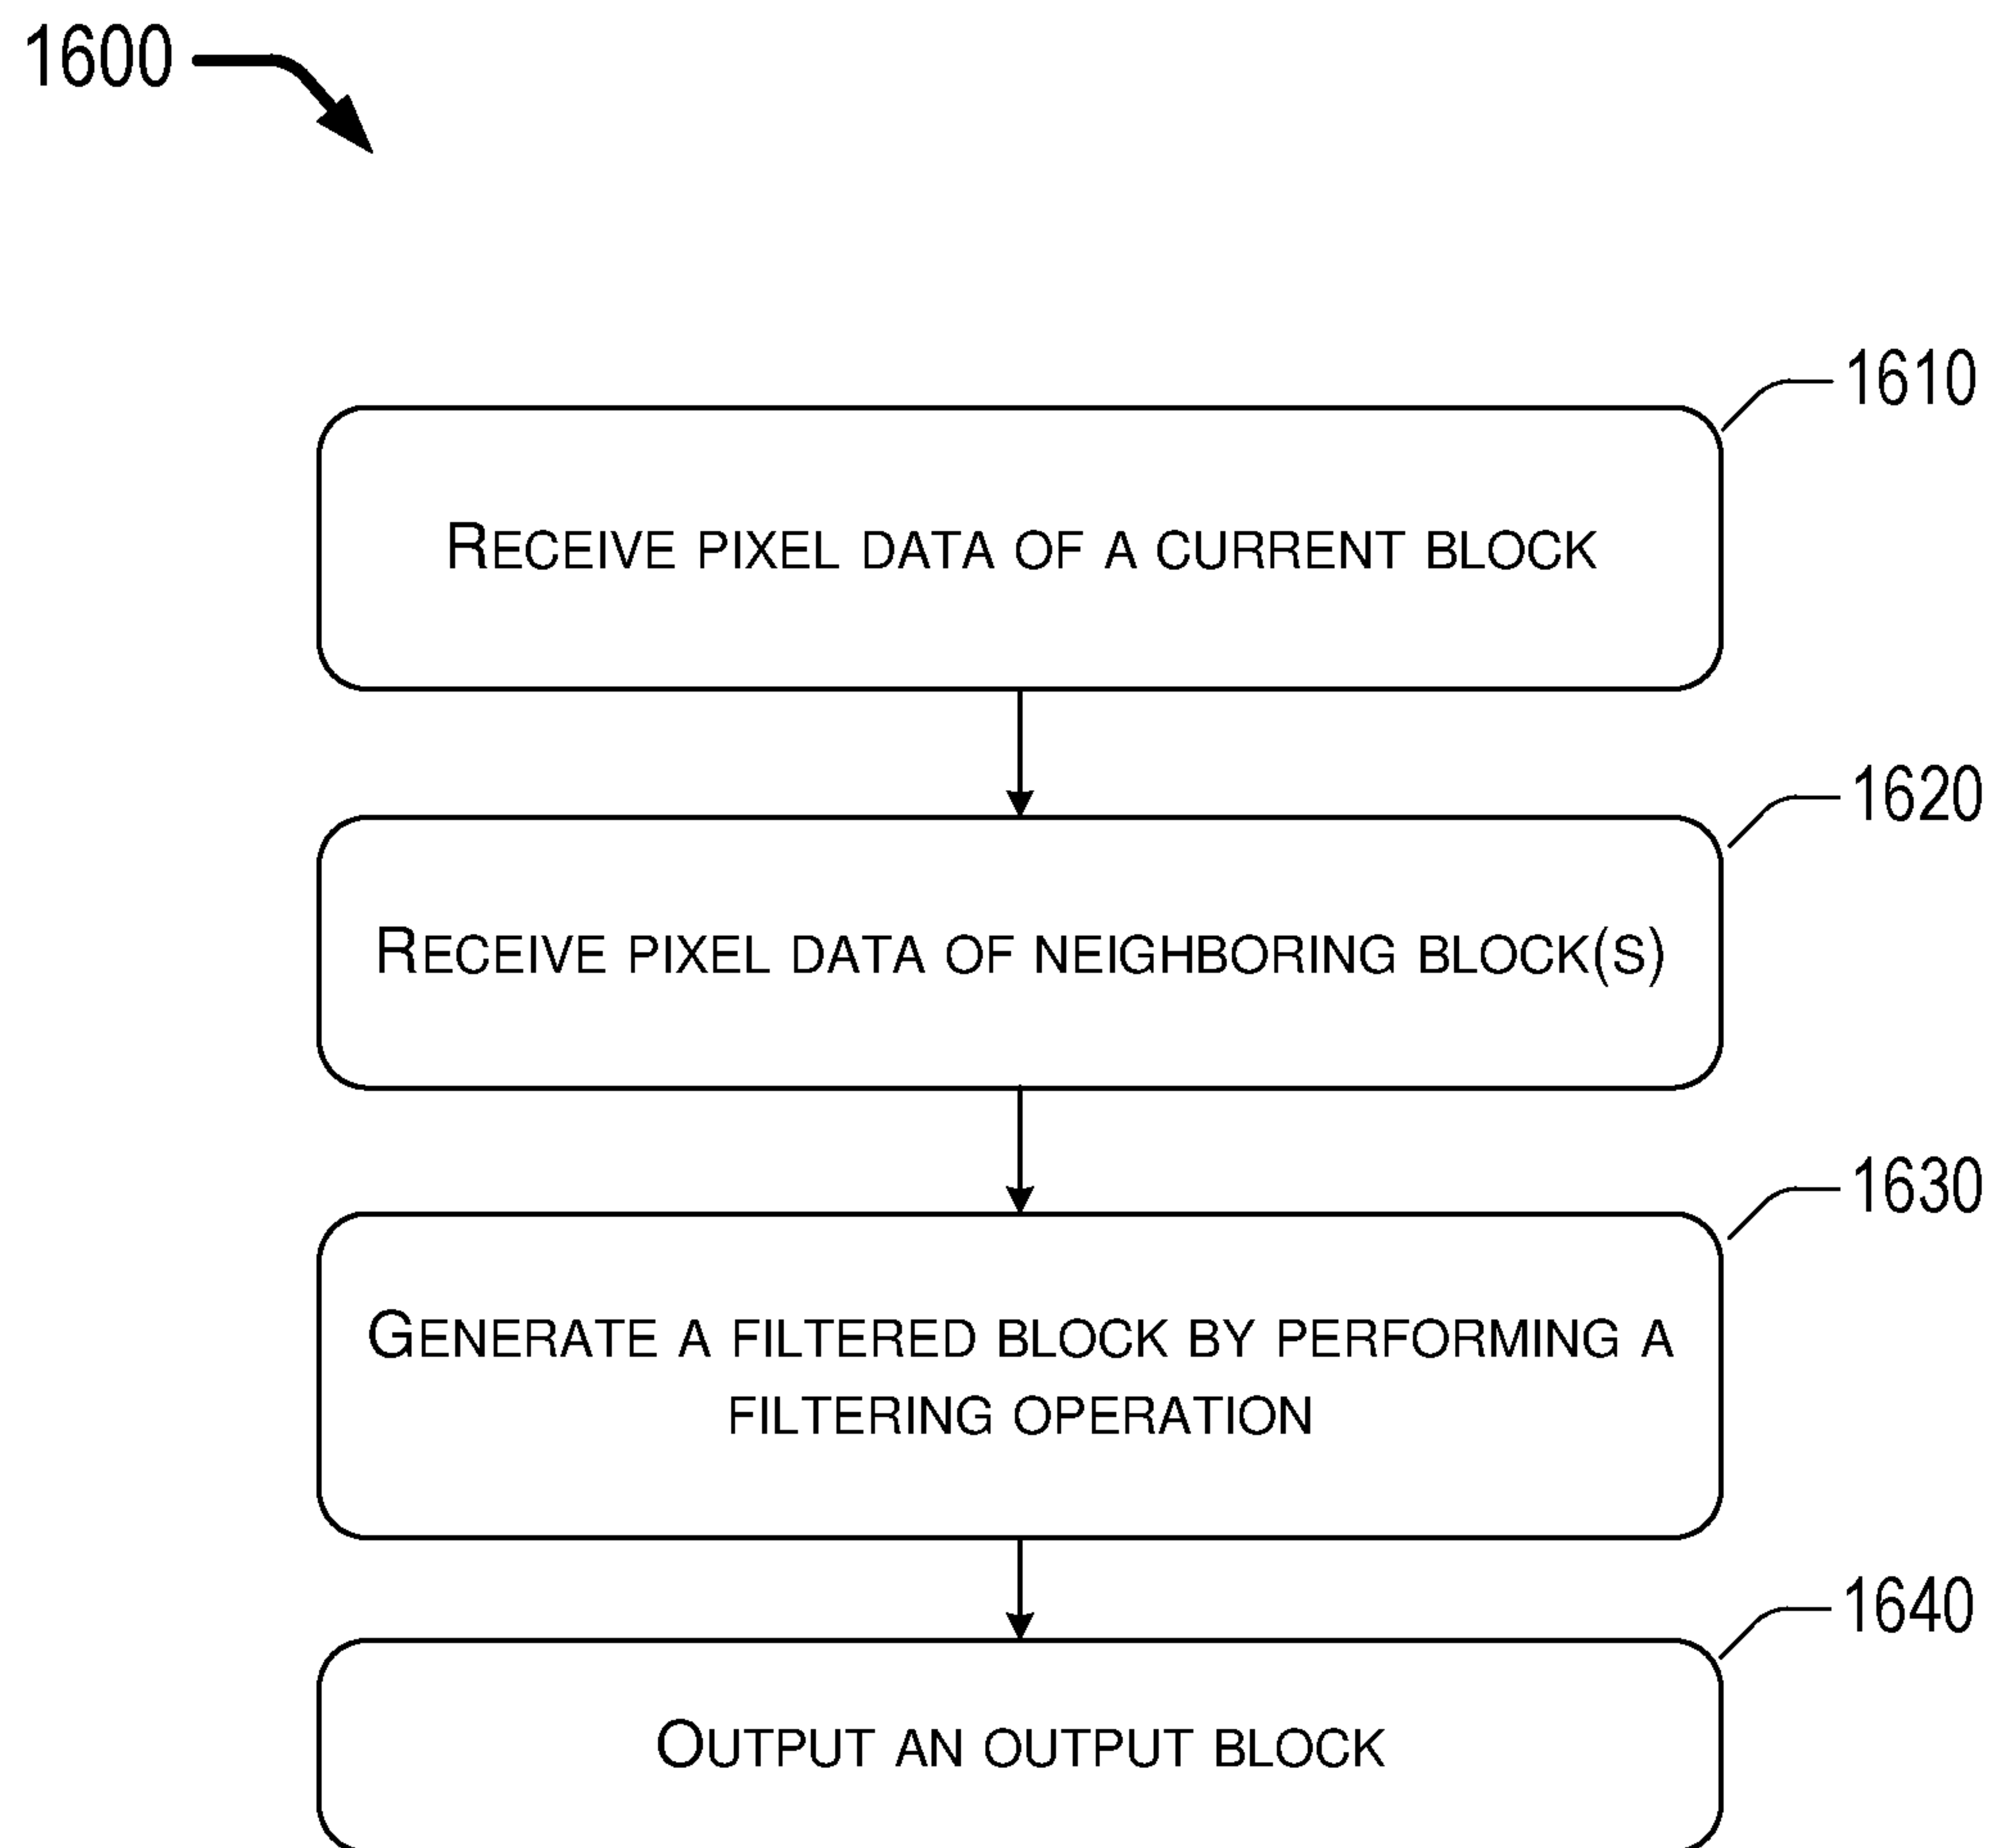 1600
1610
RECEIVE PIXEL DATA OF A CURRENT BLOCK
1620
RECEIVE PIXEL DATA OF NEIGHBORING BLOCK(S)
1630
GENERATE A FILTERED BLOCK BY PERFORMING A
FILTERING OPERATION
1640
OUTPUT AN OUTPUT BLOCK